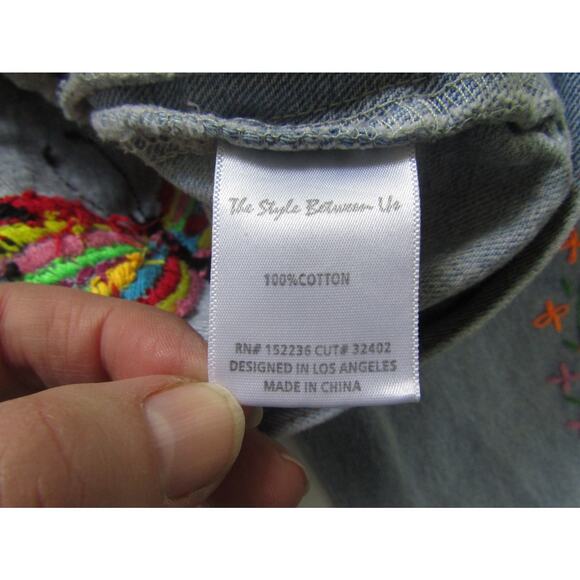 The Style Between Us
100%COTTON
RN# 152236 CUT# 32402
DESIGNED IN LOS ANGELES
MADE IN CHINA